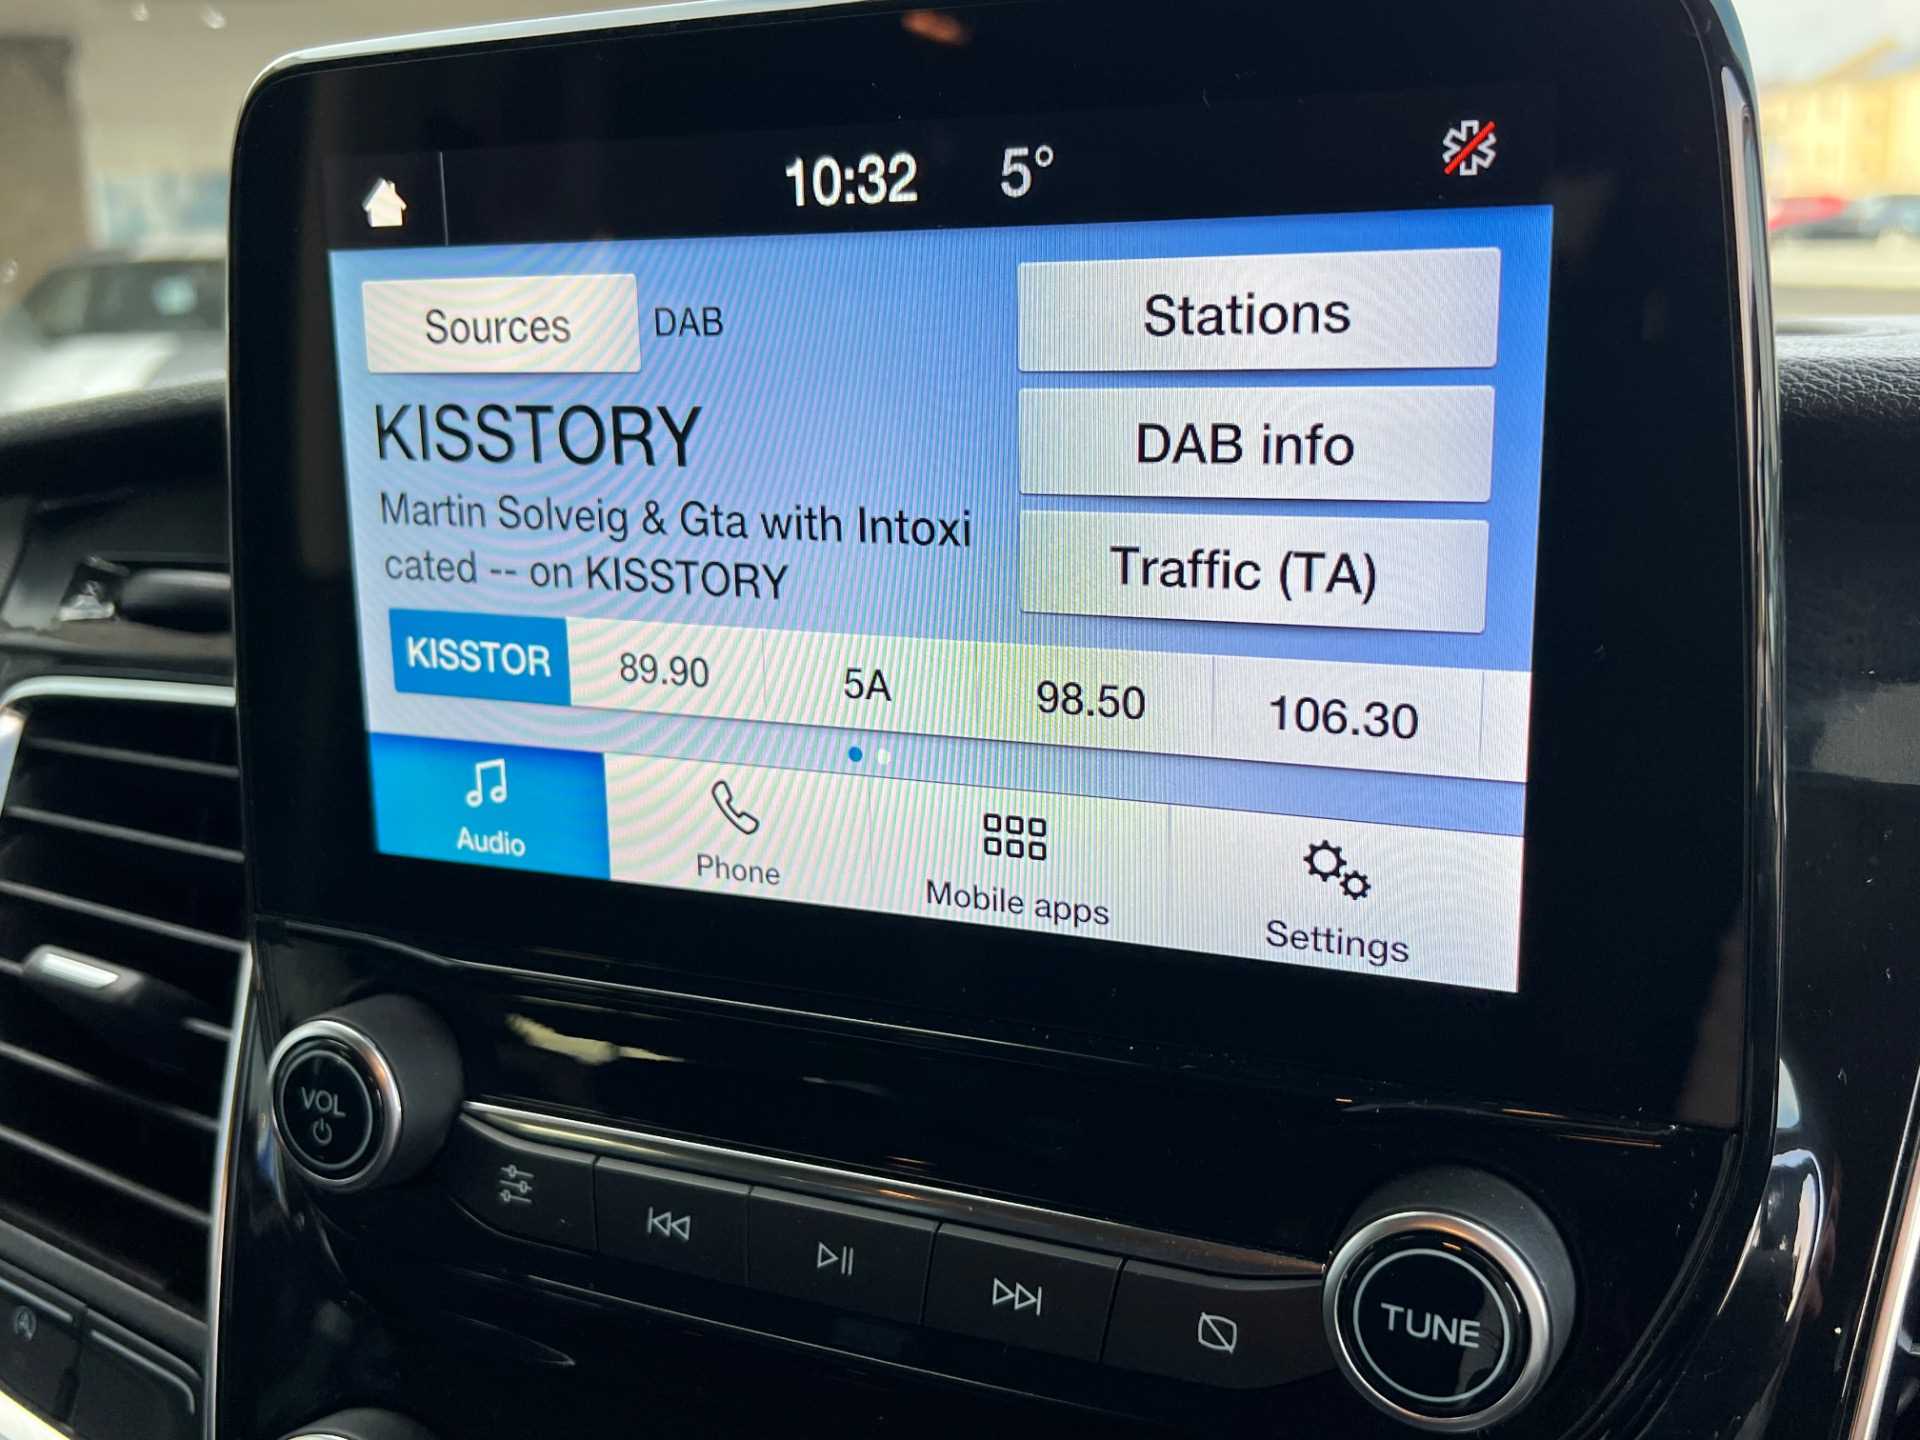 10:32 5°
Sources DAB
Stations
DAB info
Traffic (TA)
KISSTORY
Martin Solveig & Gta with Intoxi
cated -- on KISSTORY
KISSTOR 89.90 5A 98.50 106.30
Audio Phone Mobile apps Settings
VOL
TUNE
A